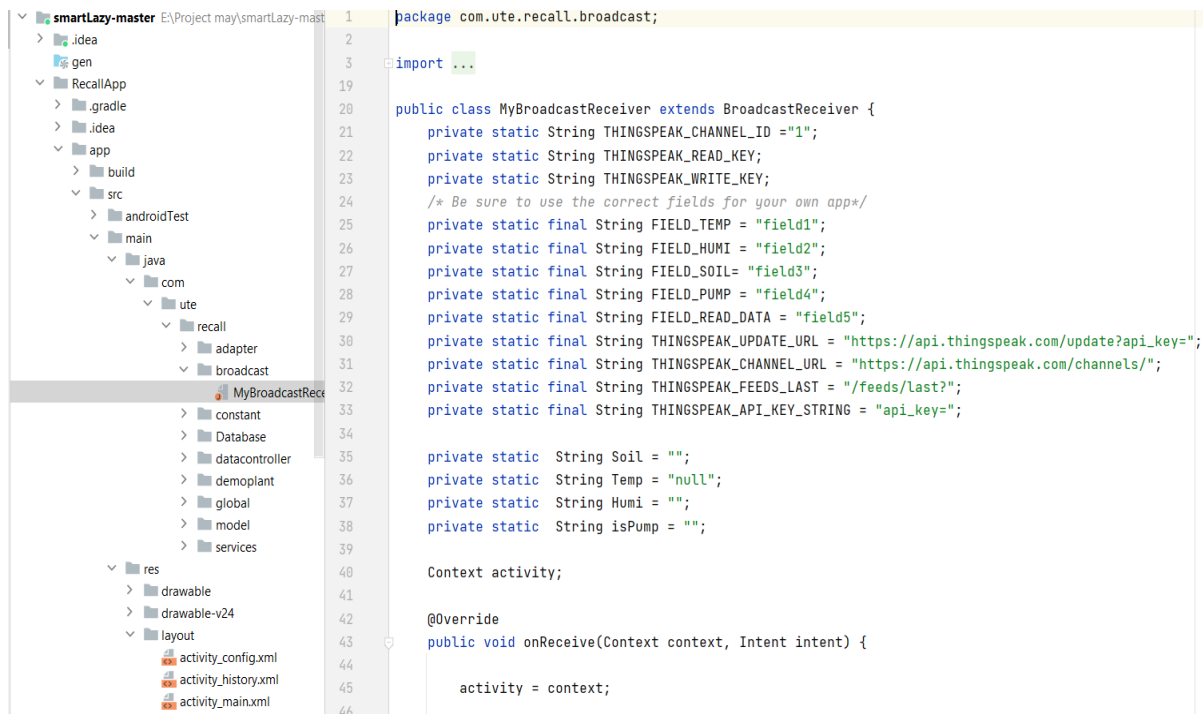 smartLazy-master E:\Project may\smartLazy-mast
.idea
gen
RecallApp
.gradle
.idea
app
build
src
androidTest
main
java
com
ute
recall
adapter
broadcast
MyBroadcastRece
constant
Database
datacontroller
demoplant
global
model
services
res
drawable
drawable-v24
layout
activity_config.xml
activity_history.xml
activity_main.xml
1 package com.ute.recall.broadcast;
2
3 import ...
19
20 public class MyBroadcastReceiver extends BroadcastReceiver {
21 private static String THINGSPEAK_CHANNEL_ID ="1";
22 private static String THINGSPEAK_READ_KEY;
23 private static String THINGSPEAK_WRITE_KEY;
24 /* Be sure to use the correct fields for your own app*/
25 private static final String FIELD_TEMP = "field1";
26 private static final String FIELD_HUMI = "field2";
27 private static final String FIELD_SOIL= "field3";
28 private static final String FIELD_PUMP = "field4";
29 private static final String FIELD_READ_DATA = "field5";
30 private static final String THINGSPEAK_UPDATE_URL = "https://api.thingspeak.com/update?api_key=";
31 private static final String THINGSPEAK_CHANNEL_URL = "https://api.thingspeak.com/channels/";
32 private static final String THINGSPEAK_FEEDS_LAST = "/feeds/last?";
33 private static final String THINGSPEAK_API_KEY_STRING = "api_key=";
34
35 private static  String Soil = "";
36 private static  String Temp = "null";
37 private static  String Humi = "";
38 private static  String isPump = "";
39
40 Context activity;
41
42 @Override
43 public void onReceive(Context context, Intent intent) {
44
45 activity = context;
46